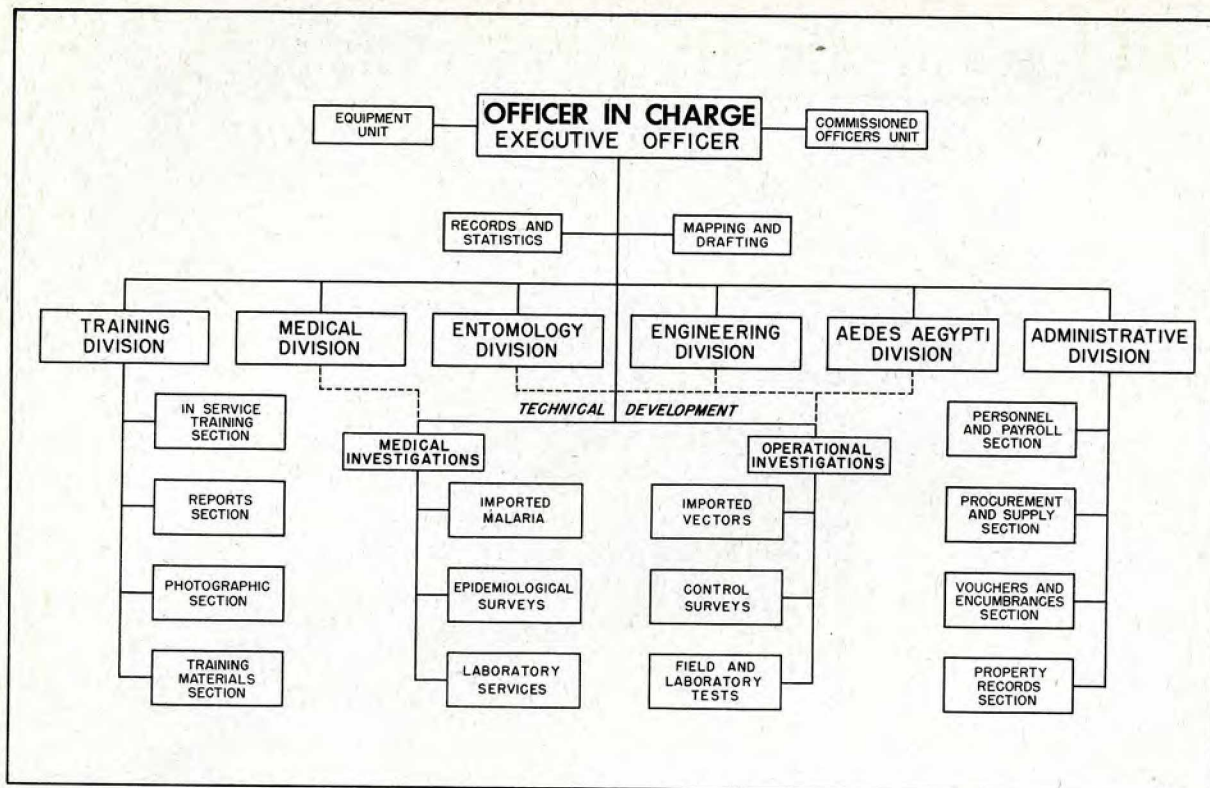 EQUIPMENT
UNIT
OFFICER IN CHARGE
EXECUTIVE OFFICER
COMMISSIONED
OFFICERS UNIT
RECORDS AND
STATISTICS
MAPPING AND
DRAFTING
TRAINING
DIVISION
MEDICAL
DIVISION
ENTOMOLOGY
DIVISION
ENGINEERING
DIVISION
AEDES AEGYPTI
DIVISION
ADMINISTRATIVE
DIVISION
TECHNICAL DEVELOPMENT
IN SERVICE
TRAINING
SECTION
REPORTS
SECTION
PHOTOGRAPHIC
SECTION
TRAINING
MATERIALS
SECTION
MEDICAL
INVESTIGATIONS
IMPORTED
MALARIA
EPIDEMIOLOGICAL
SURVEYS
LABORATORY
SERVICES
OPERATIONAL
INVESTIGATIONS
IMPORTED
VECTORS
CONTROL
SURVEYS
FIELD AND
LABORATORY
TESTS
PERSONNEL
AND PAYROLL
SECTION
PROCUREMENT
AND SUPPLY
SECTION
VOUCHERS AND
ENCUMBRANCES
SECTION
PROPERTY
RECORDS
SECTION